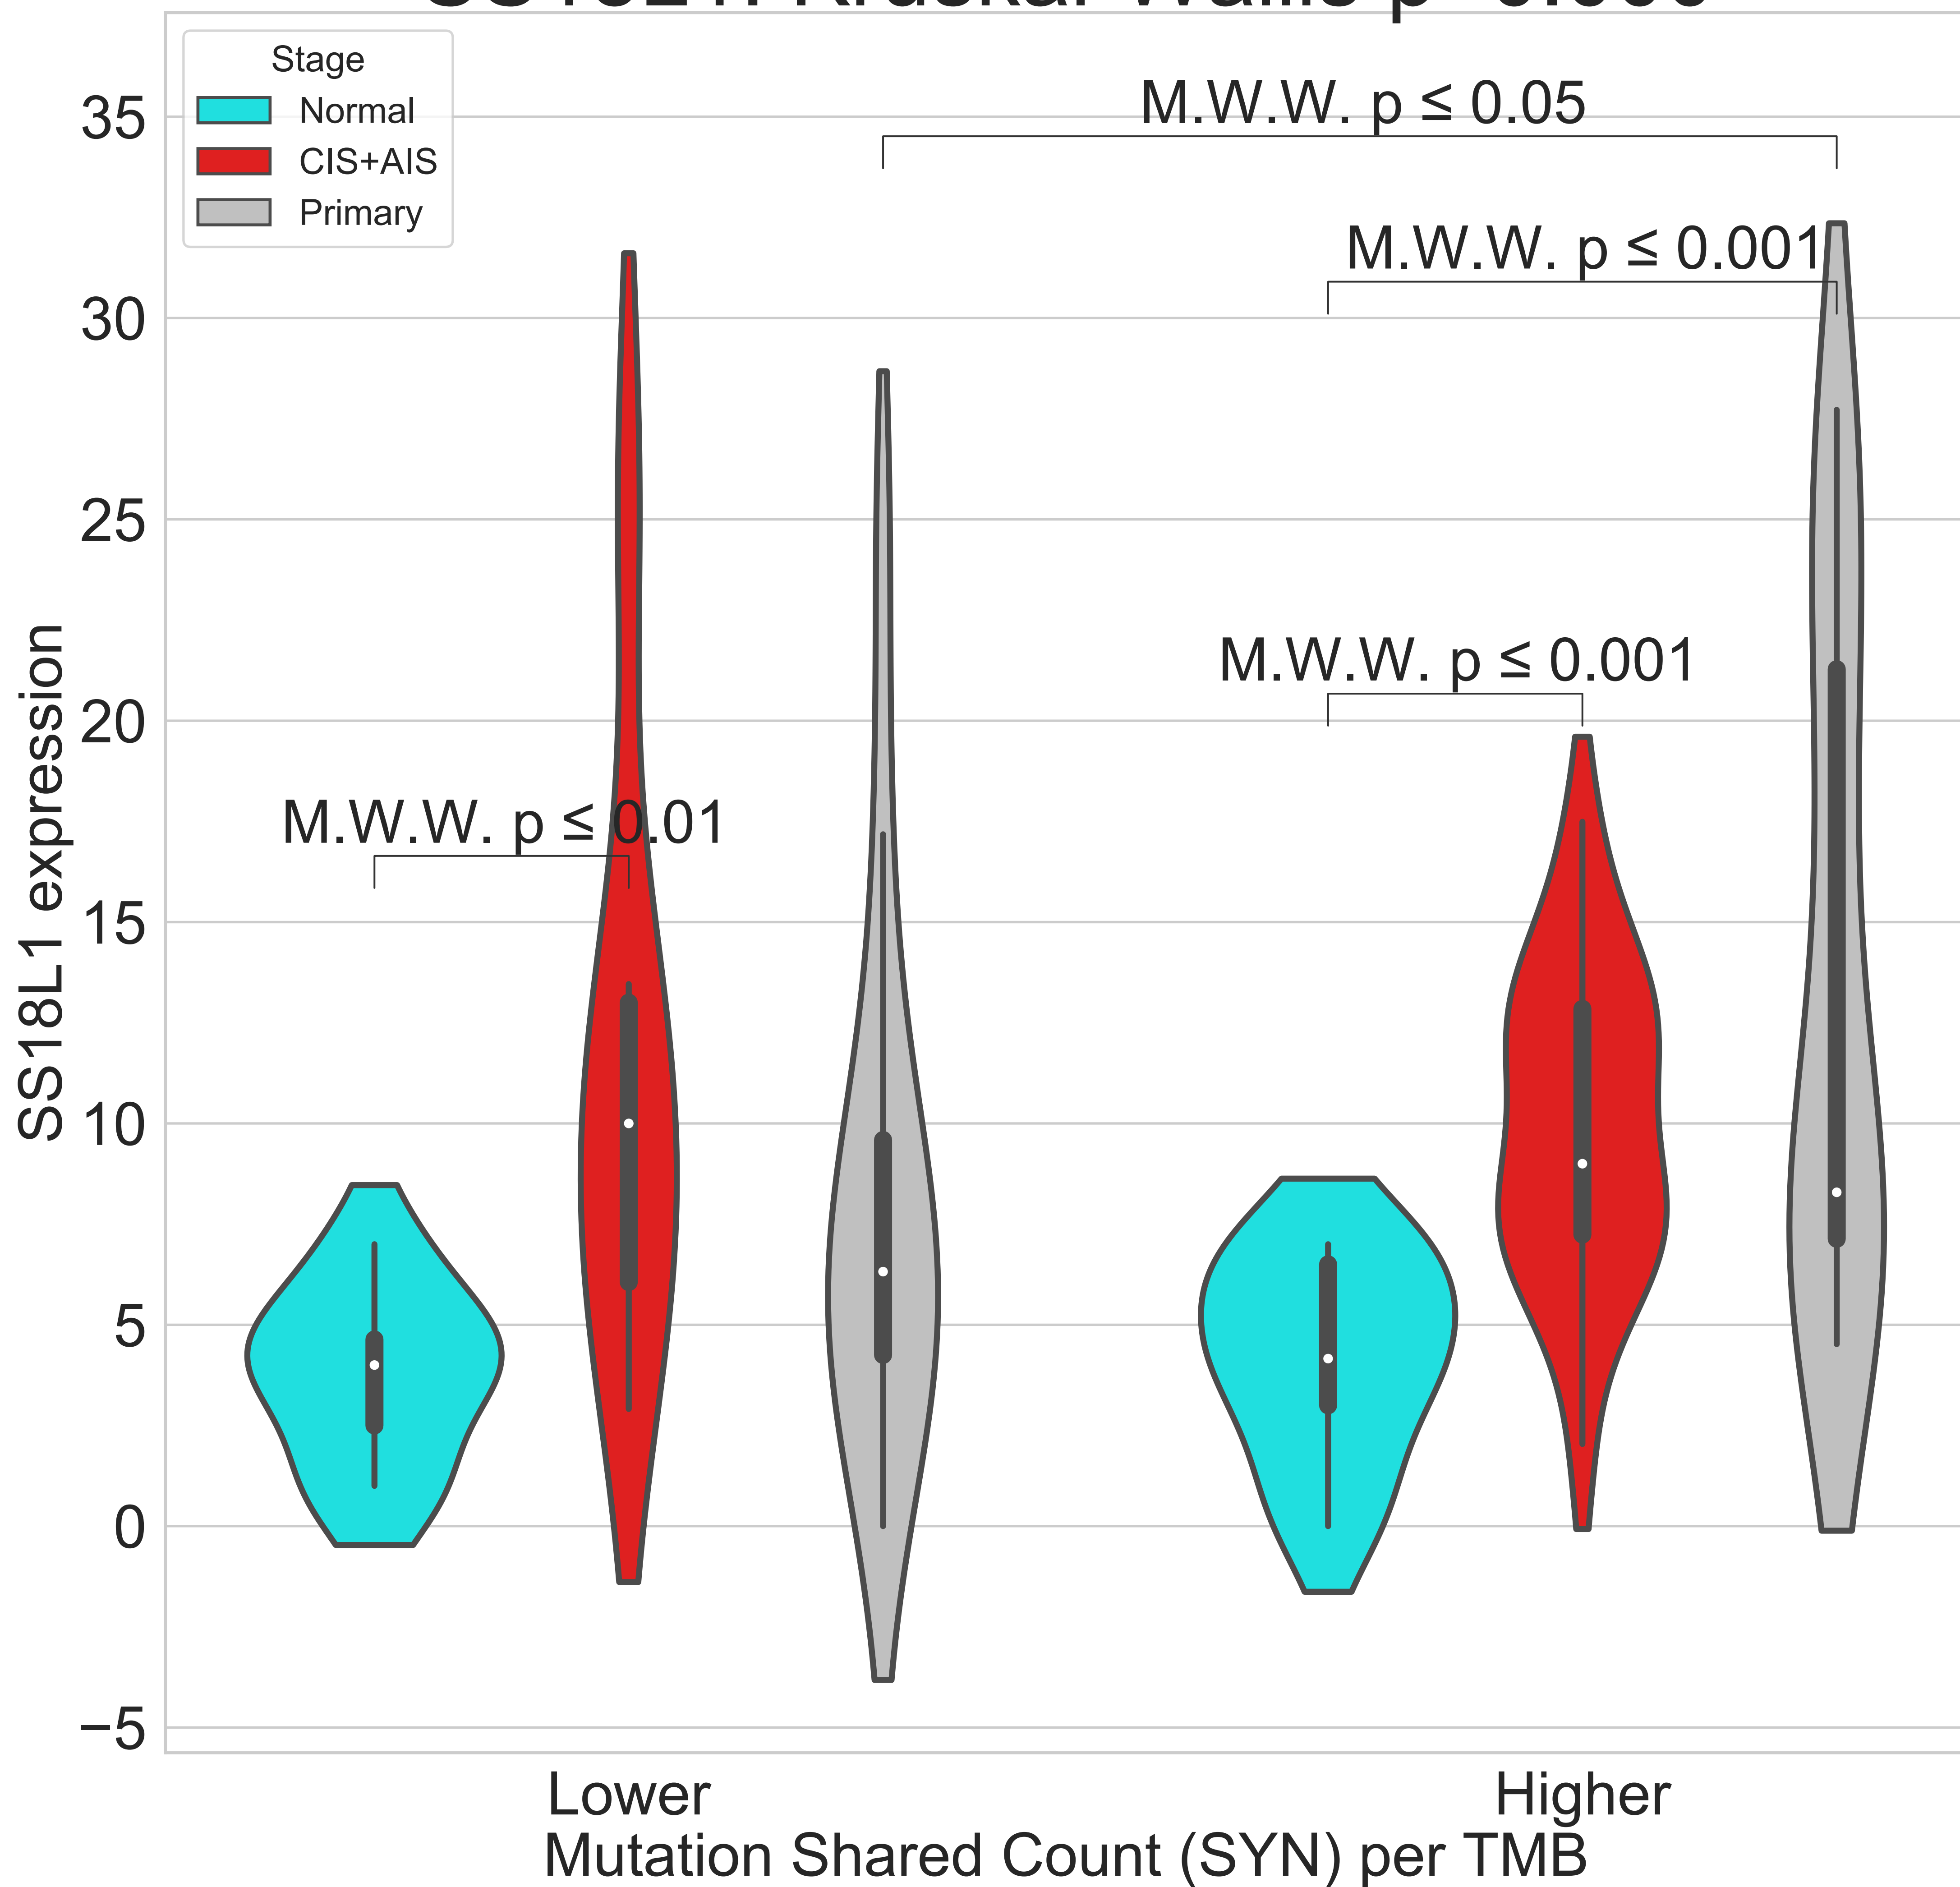 Stage
Normal
CIS+AIS
Primary
M.W.W. p ≤ 0.05
M.W.W. p ≤ 0.001
M.W.W. p ≤ 0.001
M.W.W. p ≤ 0.01
35
30
25
20
15
10
5
0
−5
SS18L1 expression
Lower
Higher
Mutation Shared Count (SYN) per TMB